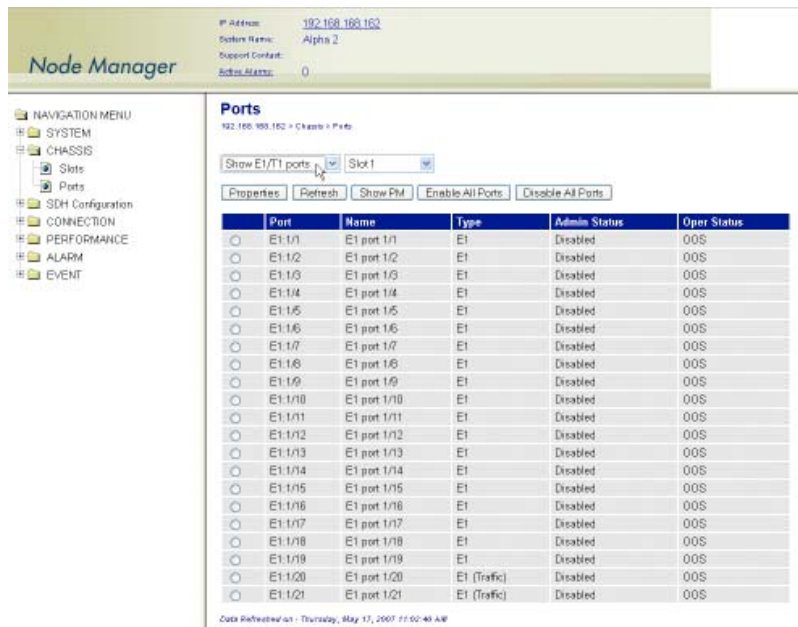 Node Manager
IP Address: 192.168.168.162
System Name: Alpha 2
Support Contact:
Active Alarms: 0
NAVIGATION MENU
SYSTEM
CHASSIS
Slots
Ports
SDH Configuration
CONNECTION
PERFORMANCE
ALARM
EVENT
Ports
192.168.168.162 > Chassis > Ports
Show E1/T1 ports Slot 1
Properties Refresh Show PM Enable All Ports Disable All Ports
Port Name Type Admin Status Oper Status
E1:1/1 E1 port 1/1 E1 Disabled OOS
E1:1/2 E1 port 1/2 E1 Disabled OOS
E1:1/3 E1 port 1/3 E1 Disabled OOS
E1:1/4 E1 port 1/4 E1 Disabled OOS
E1:1/5 E1 port 1/5 E1 Disabled OOS
E1:1/6 E1 port 1/6 E1 Disabled OOS
E1:1/7 E1 port 1/7 E1 Disabled OOS
E1:1/8 E1 port 1/8 E1 Disabled OOS
E1:1/9 E1 port 1/9 E1 Disabled OOS
E1:1/10 E1 port 1/10 E1 Disabled OOS
E1:1/11 E1 port 1/11 E1 Disabled OOS
E1:1/12 E1 port 1/12 E1 Disabled OOS
E1:1/13 E1 port 1/13 E1 Disabled OOS
E1:1/14 E1 port 1/14 E1 Disabled OOS
E1:1/15 E1 port 1/15 E1 Disabled OOS
E1:1/16 E1 port 1/16 E1 Disabled OOS
E1:1/17 E1 port 1/17 E1 Disabled OOS
E1:1/18 E1 port 1/18 E1 Disabled OOS
E1:1/19 E1 port 1/19 E1 Disabled OOS
E1:1/20 E1 port 1/20 E1 (Traffic) Disabled OOS
E1:1/21 E1 port 1/21 E1 (Traffic) Disabled OOS
Data Refreshed on - Thursday, May 17, 2007 11:02:46 AM